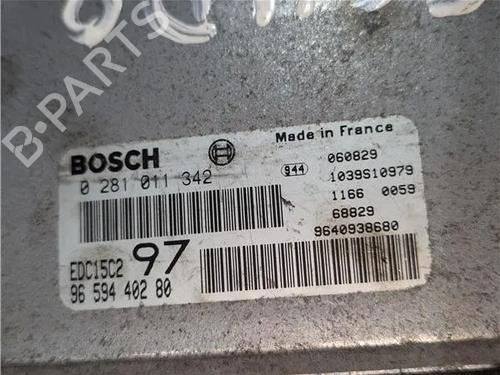 B-PARTS
BOSCH
Made in France
0 281 011 342
944
060829
1039S10979
1166 0059
68829
9640938680
EDC15C2 97
96 594 402 80